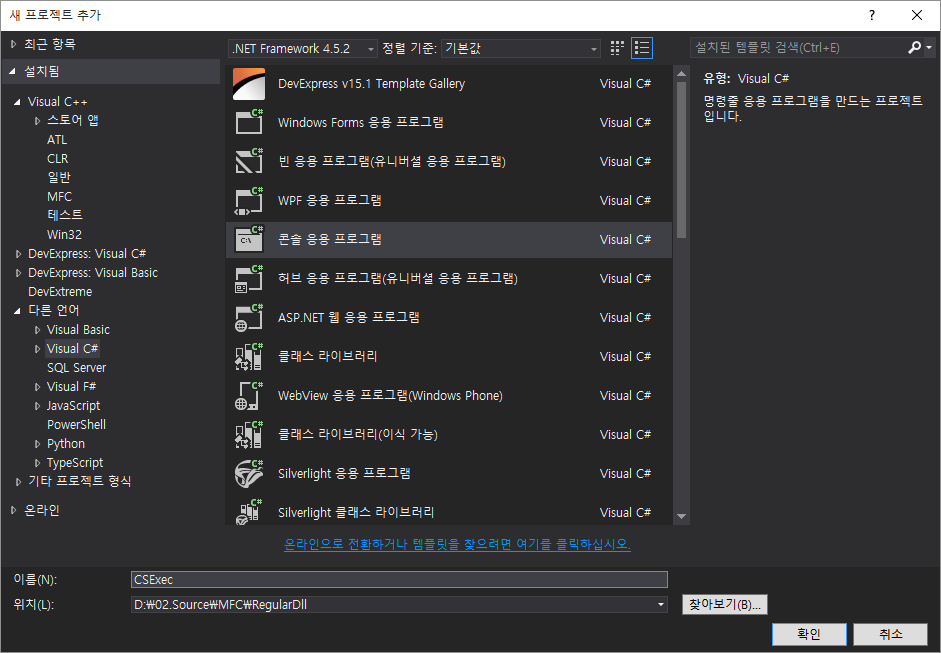 새 프로젝트 추가
?
최근 항목
설치됨
Visual C++
스토어 앱
ATL
CLR
일반
MFC
테스트
Win32
DevExpress: Visual C#
DevExpress: Visual Basic
DevExtreme
다른 언어
Visual Basic
Visual C#
SQL Server
Visual F#
JavaScript
PowerShell
Python
TypeScript
기타 프로젝트 형식
온라인
.NET Framework 4.5.2 정렬 기준: 기본값
DevExpress v15.1 Template Gallery Visual C#
Windows Forms 응용 프로그램 Visual C#
빈 응용 프로그램(유니버설 응용 프로그램) Visual C#
WPF 응용 프로그램 Visual C#
콘솔 응용 프로그램 Visual C#
허브 응용 프로그램(유니버설 응용 프로그램) Visual C#
ASP.NET 웹 응용 프로그램 Visual C#
클래스 라이브러리 Visual C#
WebView 응용 프로그램(Windows Phone) Visual C#
클래스 라이브러리(이식 가능) Visual C#
Silverlight 응용 프로그램 Visual C#
Silverlight 클래스 라이브러리 Visual C#
온라인으로 전환하거나 템플릿을 찾으려면 여기를 클릭하십시오.
설치된 템플릿 검색(Ctrl+E)
유형: Visual C#
명령줄 응용 프로그램을 만드는 프로젝트
입니다.
이름(N): CSExec
위치(L): D:₩02.Source₩MFC₩RegularDll 찾아보기(B)...
확인 취소